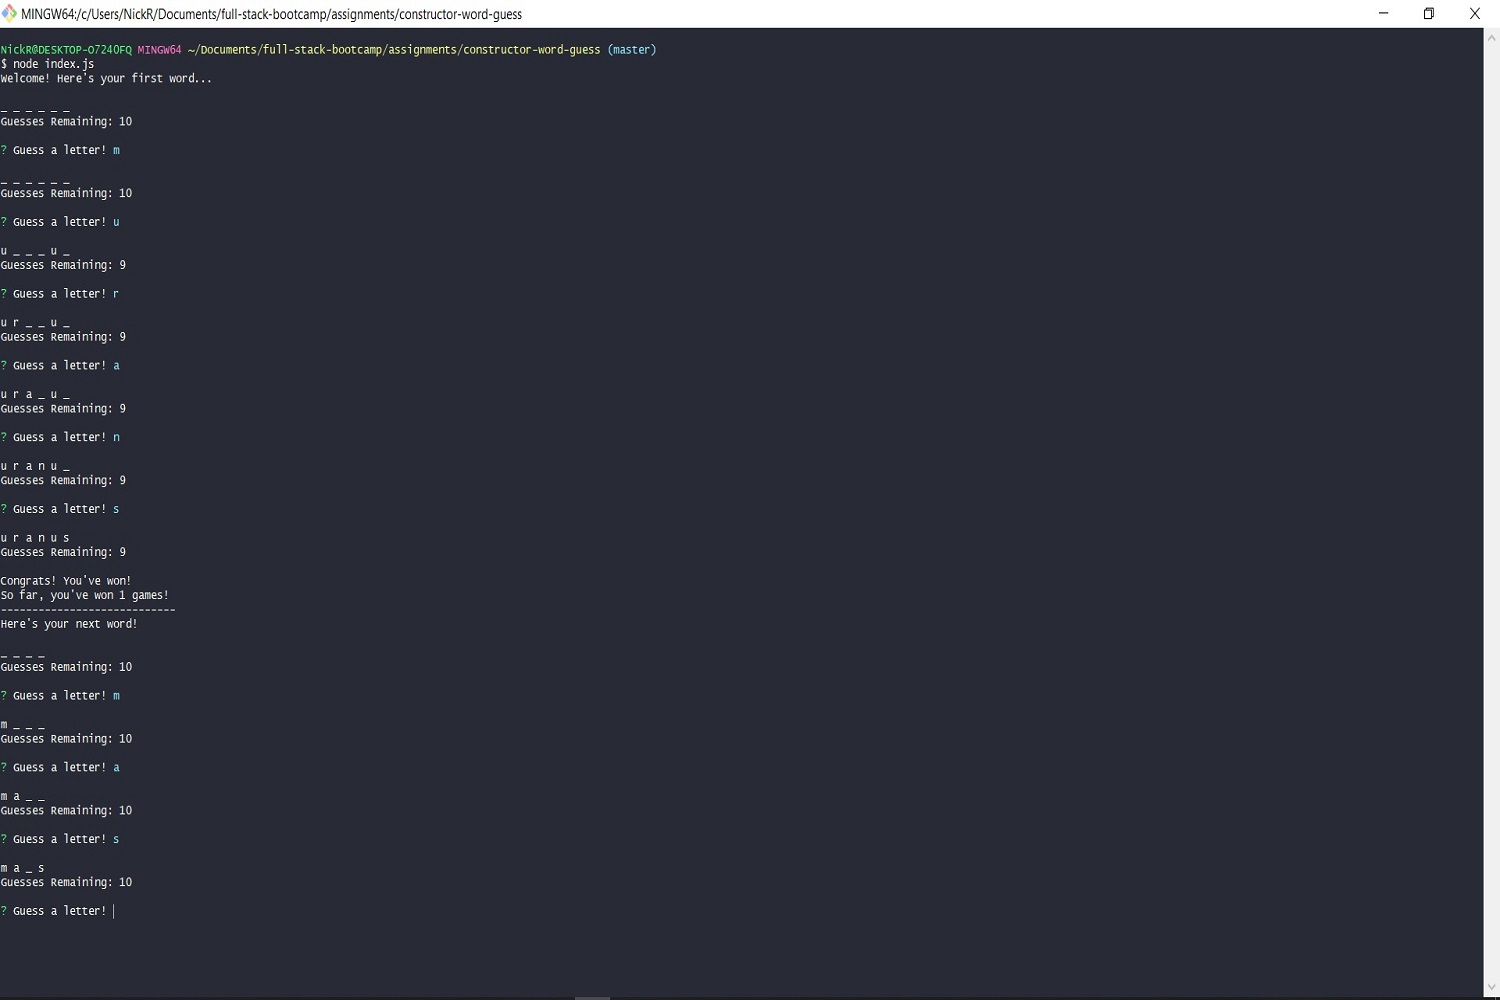 MINGW64:/c/Users/NickR/Documents/full-stack-bootcamp/assignments/constructor-word-guess
NickR@DESKTOP-O724OFQ MINGW64 ~/Documents/full-stack-bootcamp/assignments/constructor-word-guess (master)
$ node index.js
Welcome! Here's your first word...
_ _ _ _ _ _
Guesses Remaining: 10
? Guess a letter! m
_ _ _ _ _ _
Guesses Remaining: 10
? Guess a letter! u
u _ _ _ u _
Guesses Remaining: 9
? Guess a letter! r
u r _ _ u _
Guesses Remaining: 9
? Guess a letter! a
u r a _ u _
Guesses Remaining: 9
? Guess a letter! n
u r a n u _
Guesses Remaining: 9
? Guess a letter! s
u r a n u s
Guesses Remaining: 9
Congrats! You've won!
So far, you've won 1 games!
----------------------------
Here's your next word!
_ _ _ _
Guesses Remaining: 10
? Guess a letter! m
m _ _ _
Guesses Remaining: 10
? Guess a letter! a
m a _ _
Guesses Remaining: 10
? Guess a letter! s
m a _ s
Guesses Remaining: 10
? Guess a letter!